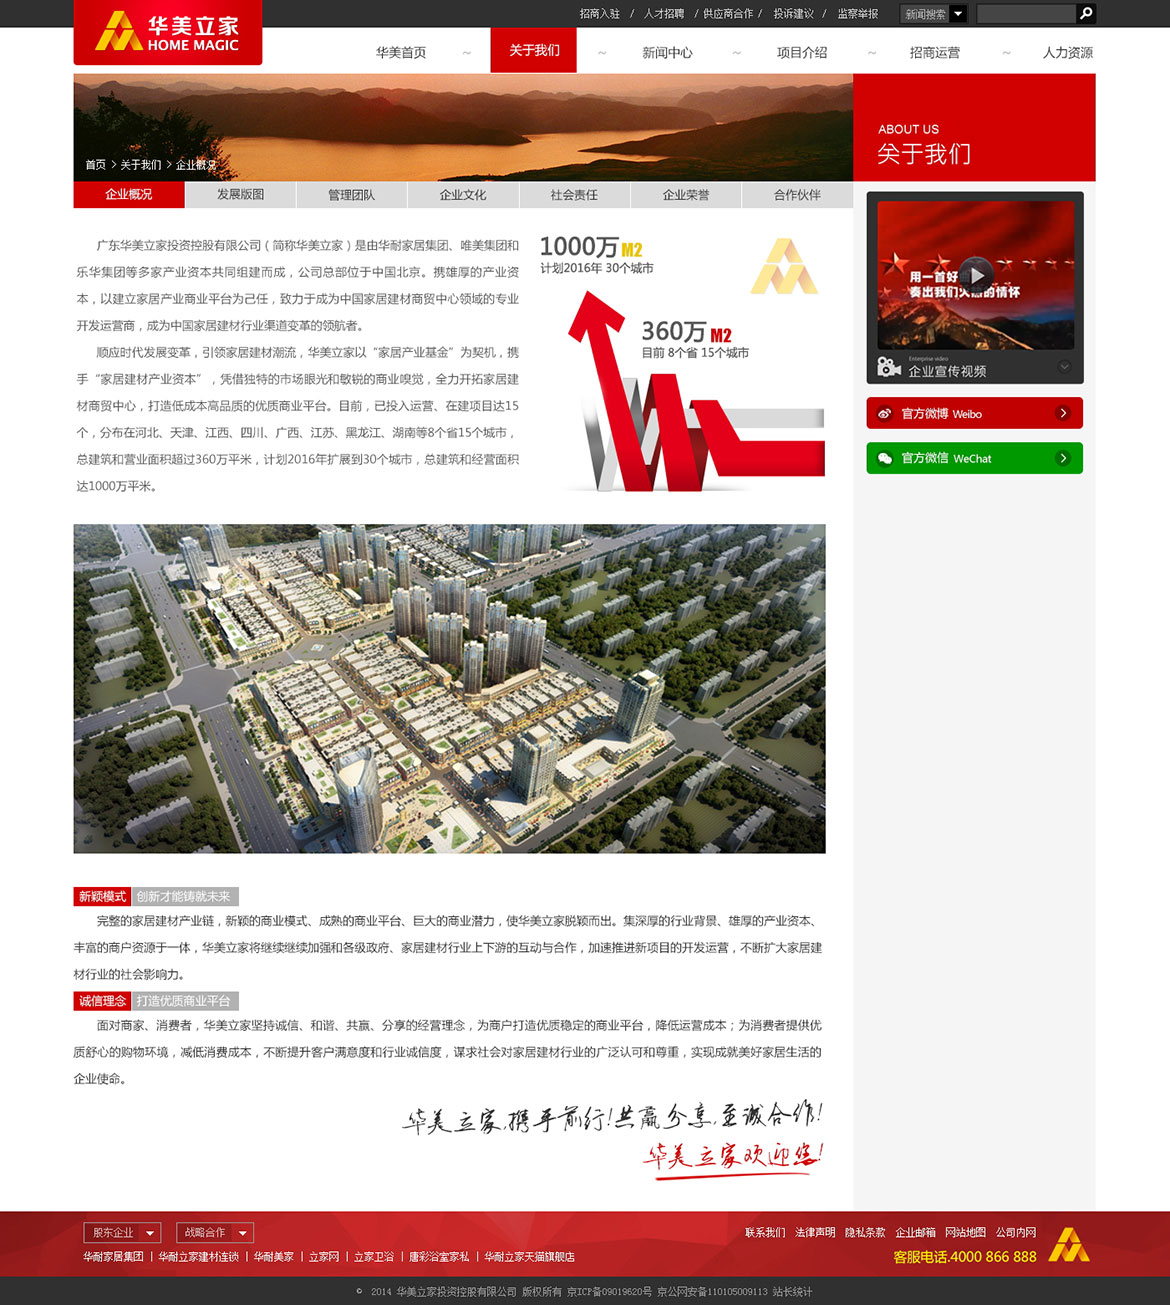 华美立家
HOME MAGIC
招商入驻 / 人才招聘 / 供应商合作 / 投诉建议 / 监察举报
新闻搜索
华美首页 ~ 关于我们 ~ 新闻中心 ~ 项目介绍 ~ 招商运营 ~ 人力资源
首页 > 关于我们 > 企业概况
ABOUT US
关于我们
企业概况 发展版图 管理团队 企业文化 社会责任 企业荣誉 合作伙伴
广东华美立家投资控股有限公司（简称华美立家）是由华耐家居集团、唯美集团和
乐华集团等多家产业资本共同组建而成，公司总部位于中国北京。携雄厚的产业资
本，以建立家居产业商业平台为己任，致力于成为中国家居建材商贸中心领域的专业
开发运营商，成为中国家居建材行业渠道变革的领航者。
顺应时代发展变革，引领家居建材潮流，华美立家以“家居产业基金”为契机，携
手“家居建材产业资本”，凭借独特的市场眼光和敏锐的商业嗅觉，全力开拓家居建
材商贸中心，打造低成本高品质的优质商业平台。目前，已投入运营、在建项目达15
个，分布在河北、天津、江西、四川、广西、江苏、黑龙江、湖南等8个省15个城市，
总建筑和营业面积超过360万平米，计划2016年扩展到30个城市，总建筑和经营面积
达1000万平米。
1000万 M2
计划2016年 30个城市
360万 M2
目前 8个省 15个城市
用一首好
奏出我们火热的情怀
Enterprise video
企业宣传视频
官方微博 Weibo
官方微信 WeChat
新颖模式 创新才能铸就未来
完整的家居建材产业链，新颖的商业模式、成熟的商业平台、巨大的商业潜力，使华美立家脱颖而出。集深厚的行业背景、雄厚的产业资本、
丰富的商户资源于一体，华美立家将继续继续加强和各级政府、家居建材行业上下游的互动与合作，加速推进新项目的开发运营，不断扩大家居建
材行业的社会影响力。
诚信理念 打造优质商业平台
面对商家、消费者，华美立家坚持诚信、和谐、共赢、分享的经营理念，为商户打造优质稳定的商业平台，降低运营成本；为消费者提供优
质舒心的购物环境，减低消费成本，不断提升客户满意度和行业诚信度，谋求社会对家居建材行业的广泛认可和尊重，实现成就美好家居生活的
企业使命。
华美立家,携手前行!共赢分享,至诚合作!
华美立家欢迎您!
股东企业 战略合作
华耐家居集团 | 华耐立家建材连锁 | 华耐美家 | 立家网 | 立家卫浴 | 唐彩浴室家私 | 华耐立家天猫旗舰店
联系我们 法律声明 隐私条款 企业邮箱 网站地图 公司内网
客服电话.4000 866 888
© 2014 华美立家投资控股有限公司 版权所有 京ICP备09019620号 京公网安备110105009113 站长统计